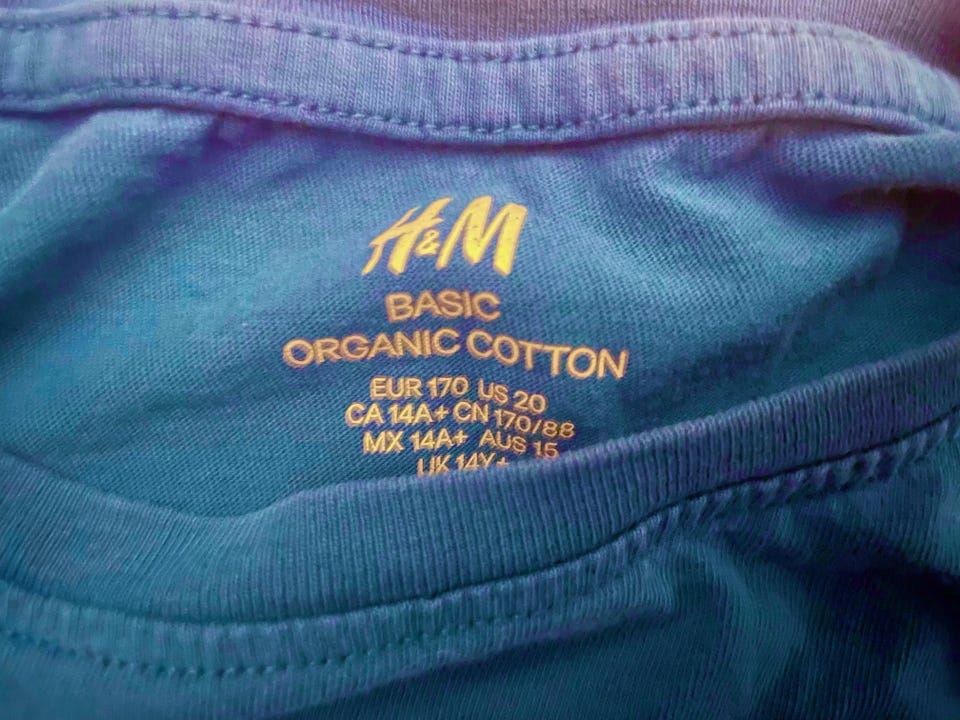 H&M
BASIC
ORGANIC COTTON
EUR 170 US 20
CA 14A+ CN 170/88
MX 14A+ AUS 15
UK 14Y+